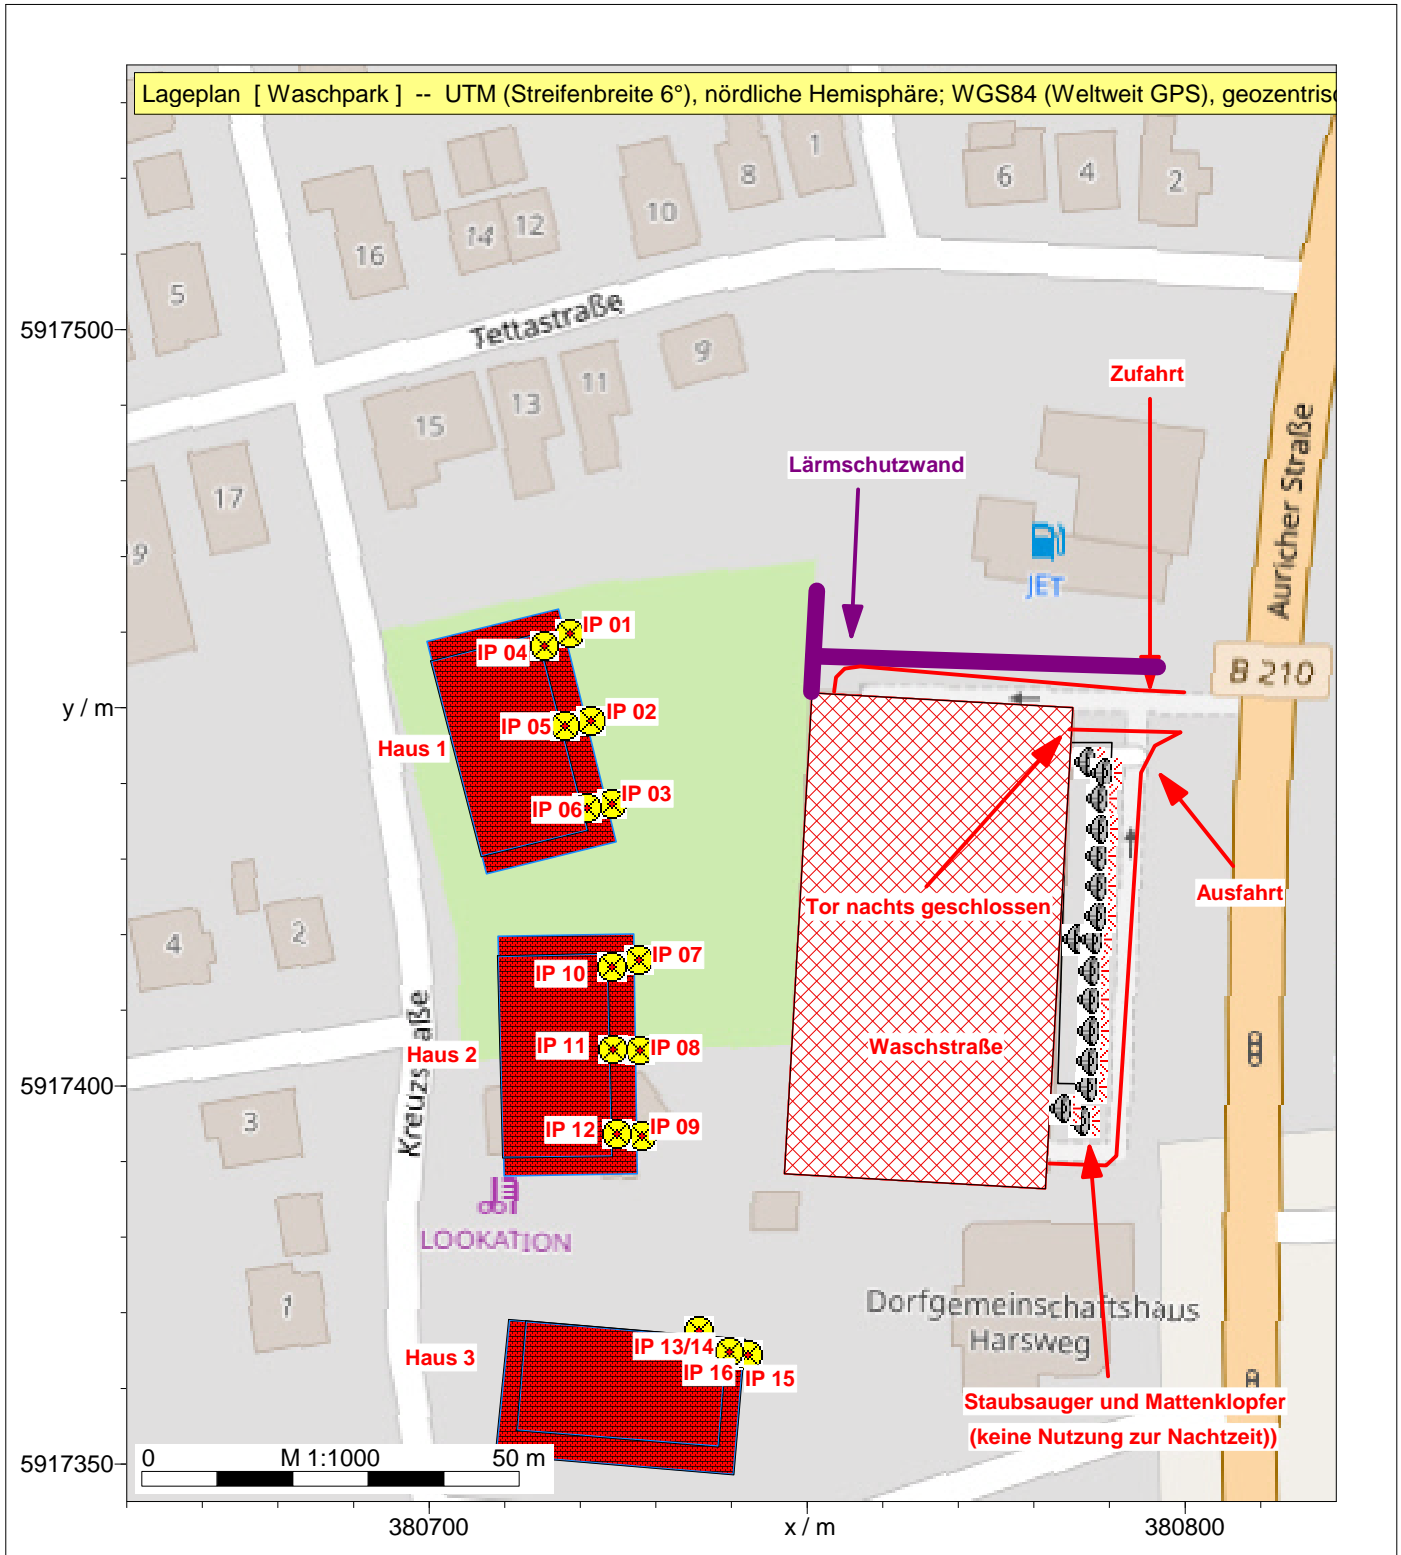 Lageplan [ Waschpark ] -- UTM (Streifenbreite 6°), nördliche Hemisphäre; WGS84 (Weltweit GPS), geozentrisc
1
8
6
4
2
10
12
14
16
5
Tettastraße
5917500
9
11
13
15
Zufahrt
Auricher Straße
Lärmschutzwand
17
9
JET
IP 01
IP 04
B 210
y / m
IP 02
IP 05
Haus 1
IP 03
IP 06
Ausfahrt
Tor nachts geschlossen
2
4
IP 07
IP 10
Kreuzstraße
IP 11
IP 08
Waschstraße
Haus 2
5917400
3
IP 12
IP 09
LOOKATION
1
Dorfgemeinschaftshaus
Harsweg
IP 13/14
Haus 3
IP 16
IP 15
Staubsauger und Mattenklopfer
(keine Nutzung zur Nachtzeit))
0 M 1:1000 50 m
5917350
380700
x / m
380800